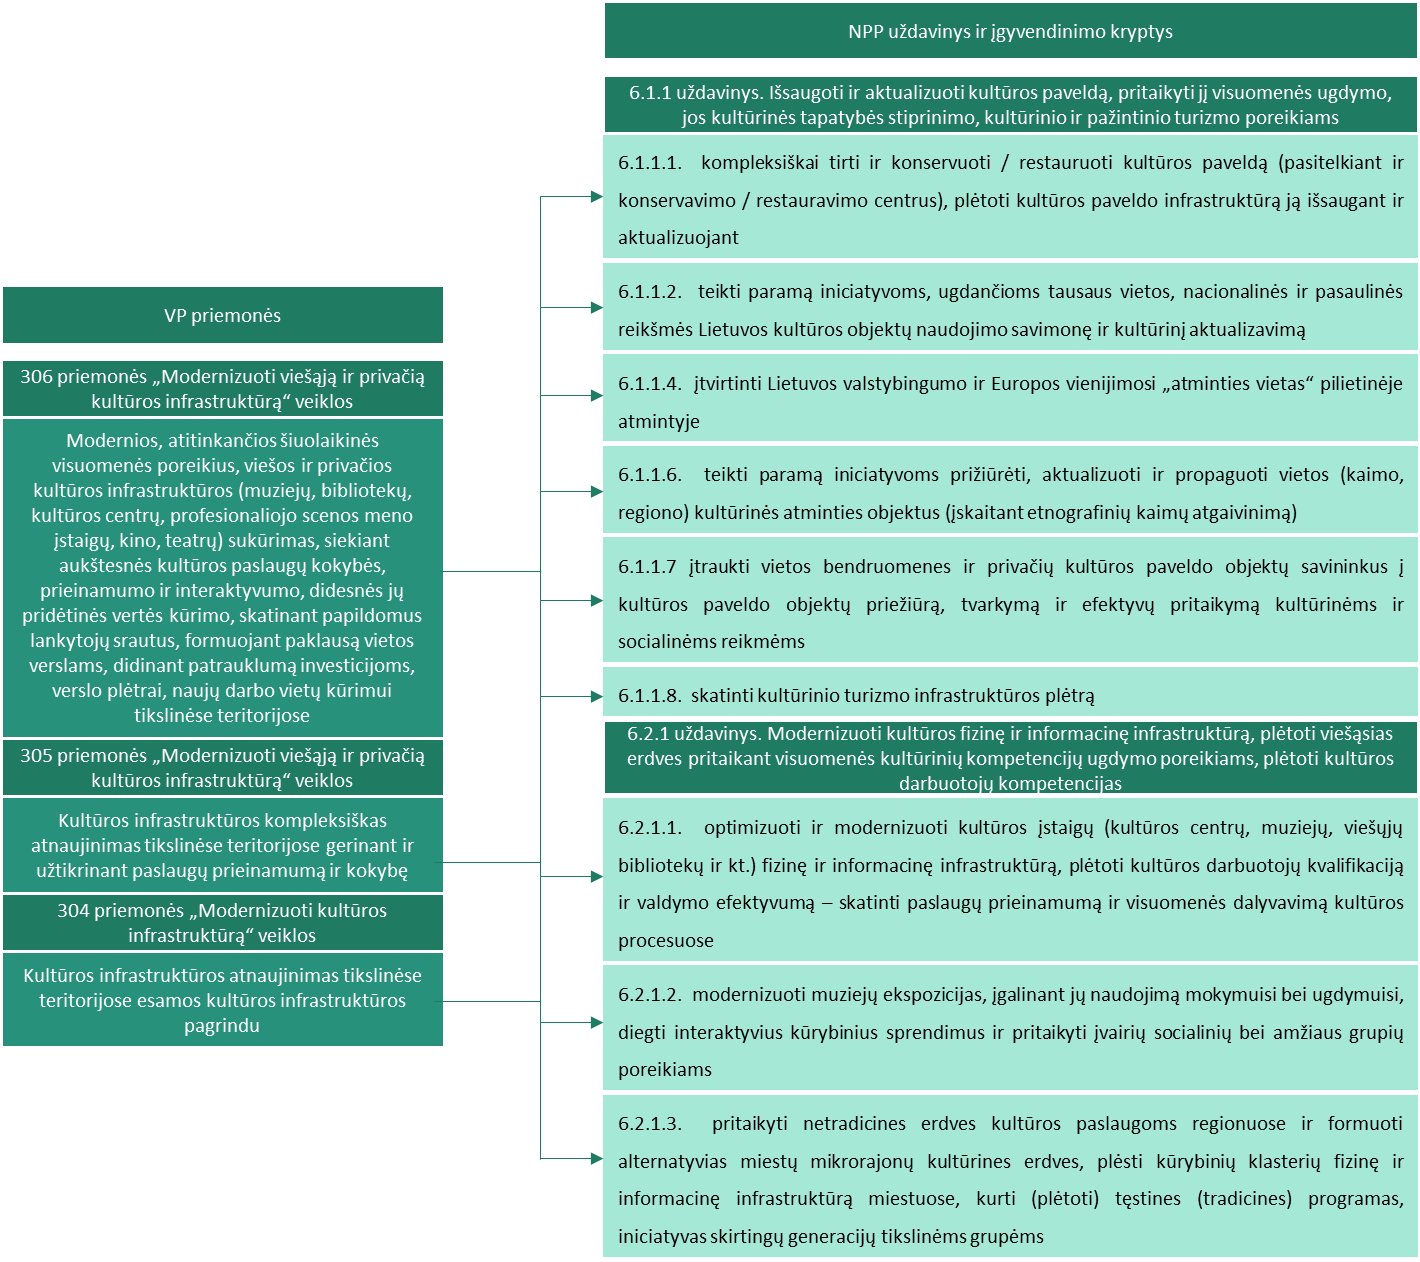 VP priemonės
306 priemonės „Modernizuoti viešąją ir privačią
kultūros infrastruktūrą“ veiklos
Modernios, atitinkančios šiuolaikinės
visuomenės poreikius, viešos ir privačios
kultūros infrastruktūros (muziejų, bibliotekų,
kultūros centrų, profesionaliojo scenos meno
įstaigų, kino, teatrų) sukūrimas, siekiant
aukštesnės kultūros paslaugų kokybės,
prieinamumo ir interaktyvumo, didesnės jų
pridėtinės vertės kūrimo, skatinant papildomus
lankytojų srautus, formuojant paklausą vietos
verslams, didinant patrauklumą investicijoms,
verslo plėtrai, naujų darbo vietų kūrimui
tikslinėse teritorijose
305 priemonės „Modernizuoti viešąją ir privačią
kultūros infrastruktūrą“ veiklos
Kultūros infrastruktūros kompleksiškas
atnaujinimas tikslinėse teritorijose gerinant ir
užtikrinant paslaugų prieinamumą ir kokybę
304 priemonės „Modernizuoti kultūros
infrastruktūrą“ veiklos
Kultūros infrastruktūros atnaujinimas tikslinėse
teritorijose esamos kultūros infrastruktūros
pagrindu
NPP uždavinys ir įgyvendinimo kryptys
6.1.1 uždavinys. Išsaugoti ir aktualizuoti kultūros paveldą, pritaikyti jį visuomenės ugdymo,
jos kultūrinės tapatybės stiprinimo, kultūrinio ir pažintinio turizmo poreikiams
6.1.1.1. kompleksiškai tirti ir konservuoti / restauruoti kultūros paveldą (pasitelkiant ir
konservavimo / restauravimo centrus), plėtoti kultūros paveldo infrastruktūrą ją išsaugant ir
aktualizuojant
6.1.1.2. teikti paramą iniciatyvoms, ugdančioms tausaus vietos, nacionalinės ir pasaulinės
reikšmės Lietuvos kultūros objektų naudojimo savimonę ir kultūrinį aktualizavimą
6.1.1.4. įtvirtinti Lietuvos valstybingumo ir Europos vienijimosi „atminties vietas“ pilietinėje
atmintyje
6.1.1.6. teikti paramą iniciatyvoms prižiūrėti, aktualizuoti ir propaguoti vietos (kaimo,
regiono) kultūrinės atminties objektus (įskaitant etnografinių kaimų atgaivinimą)
6.1.1.7 įtraukti vietos bendruomenes ir privačių kultūros paveldo objektų savininkus į
kultūros paveldo objektų priežiūrą, tvarkymą ir efektyvų pritaikymą kultūrinėms ir
socialinėms reikmėms
6.1.1.8. skatinti kultūrinio turizmo infrastruktūros plėtrą
6.2.1 uždavinys. Modernizuoti kultūros fizinę ir informacinę infrastruktūrą, plėtoti viešąsias
erdves pritaikant visuomenės kultūrinių kompetencijų ugdymo poreikiams, plėtoti kultūros
darbuotojų kompetencijas
6.2.1.1. optimizuoti ir modernizuoti kultūros įstaigų (kultūros centrų, muziejų, viešųjų
bibliotekų ir kt.) fizinę ir informacinę infrastruktūrą, plėtoti kultūros darbuotojų kvalifikaciją
ir valdymo efektyvumą – skatinti paslaugų prieinamumą ir visuomenės dalyvavimą kultūros
procesuose
6.2.1.2. modernizuoti muziejų ekspozicijas, įgalinant jų naudojimą mokymuisi bei ugdymuisi,
diegti interaktyvius kūrybinius sprendimus ir pritaikyti įvairių socialinių bei amžiaus grupių
poreikiams
6.2.1.3. pritaikyti netradicines erdves kultūros paslaugoms regionuose ir formuoti
alternatyvias miestų mikrorajonų kultūrines erdves, plėsti kūrybinių klasterių fizinę ir
informacinę infrastruktūrą miestuose, kurti (plėtoti) tęstines (tradicines) programas,
iniciatyvas skirtingų generacijų tikslinėms grupėms